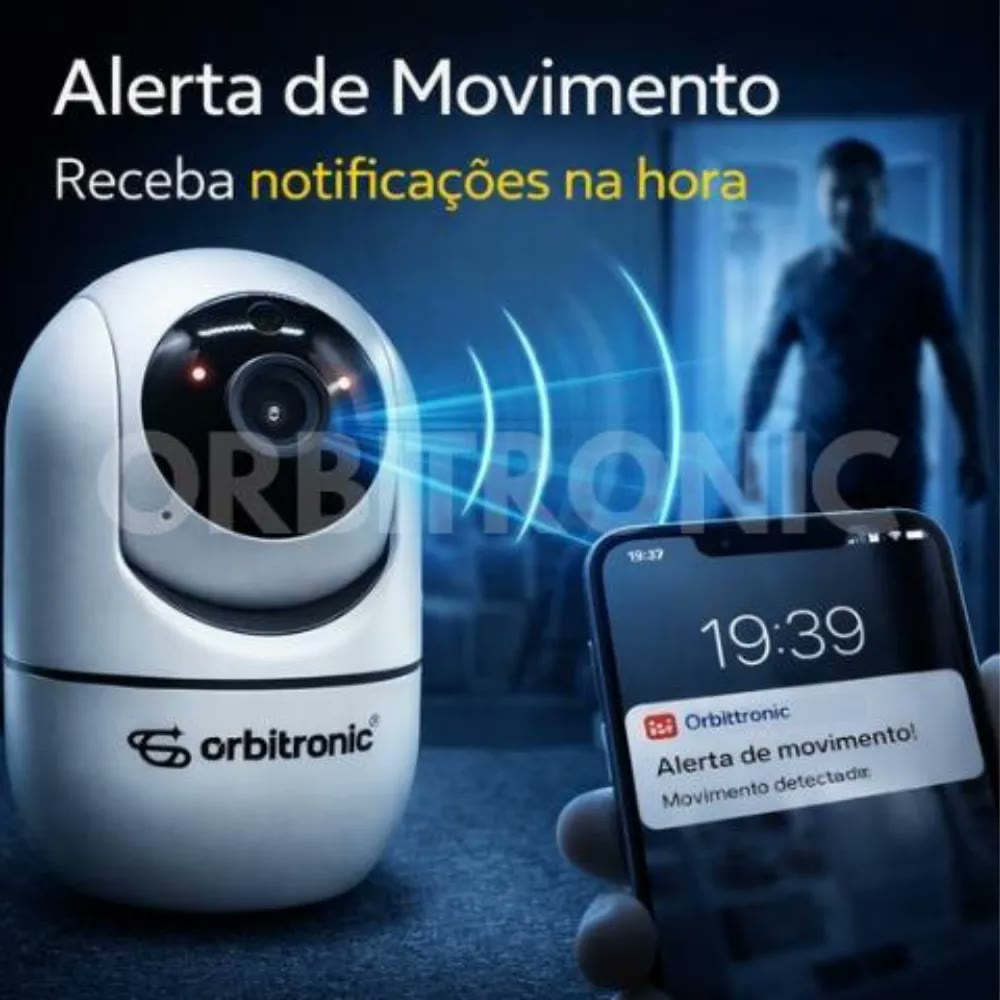 Alerta de Movimento
Receba notificações na hora
ORBITRONIC
19:37
19:39
Orbittronic
Alerta de movimento!
Movimento detectado:
orbitronic®